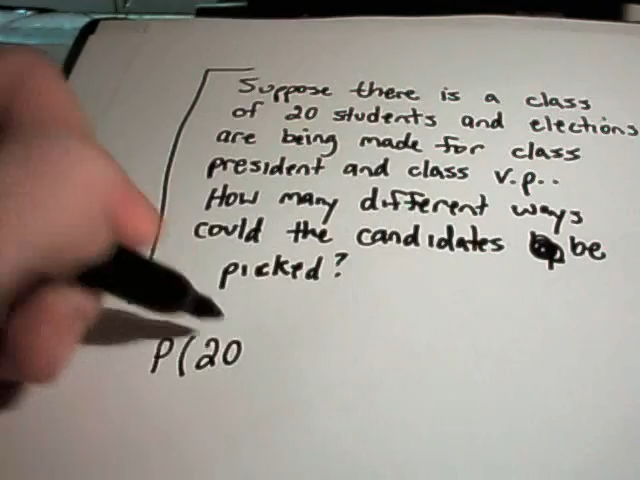 Suppose there is a class
of 20 students and elections
are being made for class
president and class v.p..
How many different ways
could the candidates be
picked?
P(20